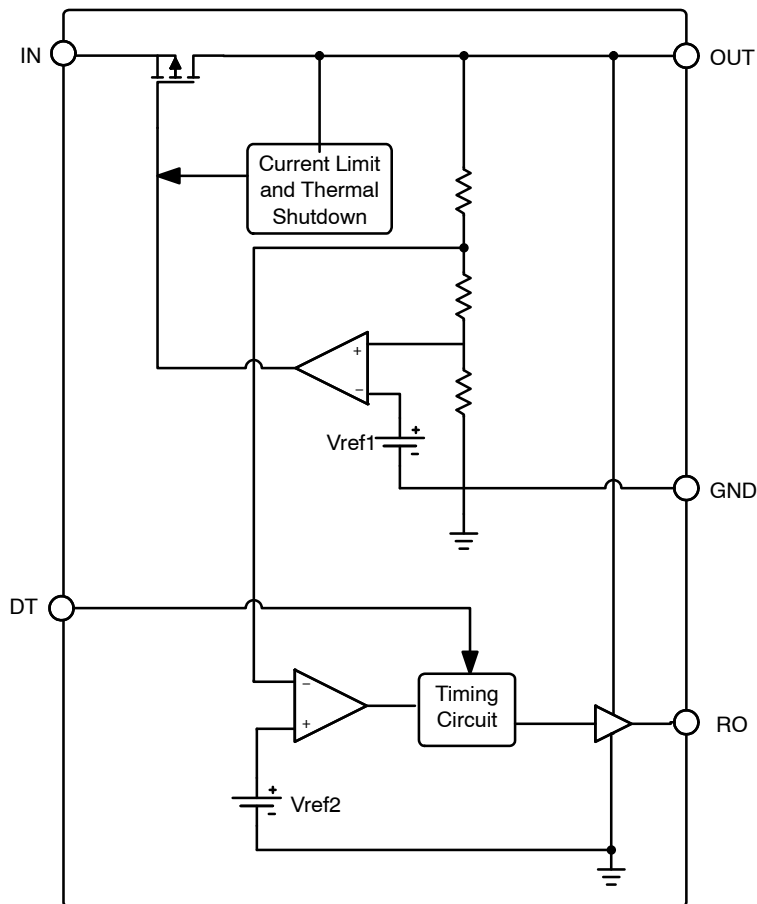 IN
OUT
Current Limit
and Thermal
Shutdown
+
−
Vref1
+
-
GND
DT
−
+
Timing
Circuit
RO
+
-
Vref2